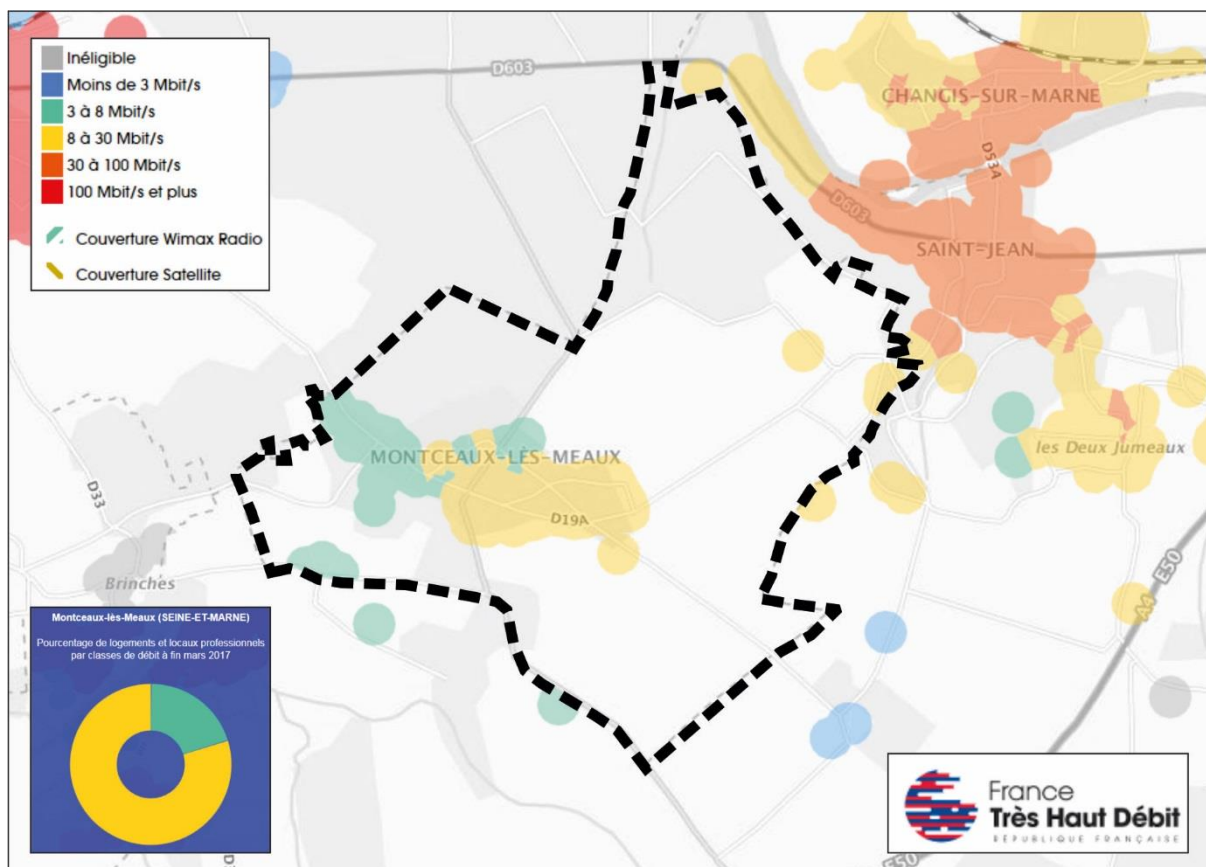 Inéligible
Moins de 3 Mbit/s
3 à 8 Mbit/s
8 à 30 Mbit/s
30 à 100 Mbit/s
100 Mbit/s et plus
Couverture Wimax Radio
Couverture Satellite
D603
CHANGIS-SUR-MARNE
D53A
D603
SAINT-JEAN
MONTCEAUX-LÈS-MEAUX
les Deux Jumeaux
D33
D19A
E50
Brinches
A4
Montceaux-lès-Meaux (SEINE-ET-MARNE)
Pourcentage de logements et locaux professionnels
par classes de débit à fin mars 2017
France
Très Haut Débit
RÉPUBLIQUE FRANÇAISE
E50